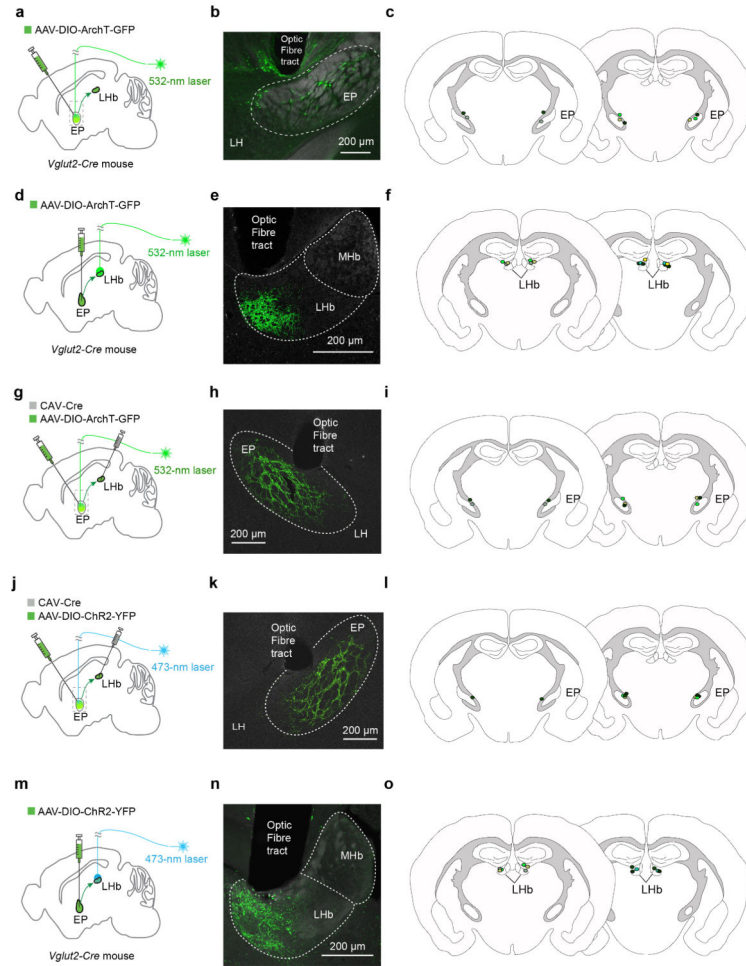 a
AAV-DIO-ArchT-GFP
532-nm laser
LHb
EP
Vglut2-Cre mouse
b
Optic
Fibre
tract
EP
LH
200 µm
c
EP
EP
d
AAV-DIO-ArchT-GFP
532-nm laser
LHb
EP
Vglut2-Cre mouse
e
Optic
Fibre
tract
MHb
LHb
200 µm
f
LHb
LHb
g
CAV-Cre
AAV-DIO-ArchT-GFP
532-nm laser
LHb
EP
h
Optic
Fibre
tract
EP
200 µm
LH
i
EP
EP
j
CAV-Cre
AAV-DIO-ChR2-YFP
473-nm laser
LHb
EP
k
EP
Optic
Fibre
tract
LH
200 µm
l
EP
EP
m
AAV-DIO-ChR2-YFP
473-nm laser
LHb
EP
Vglut2-Cre mouse
n
Optic
Fibre
tract
MHb
LHb
200 µm
o
LHb
LHb